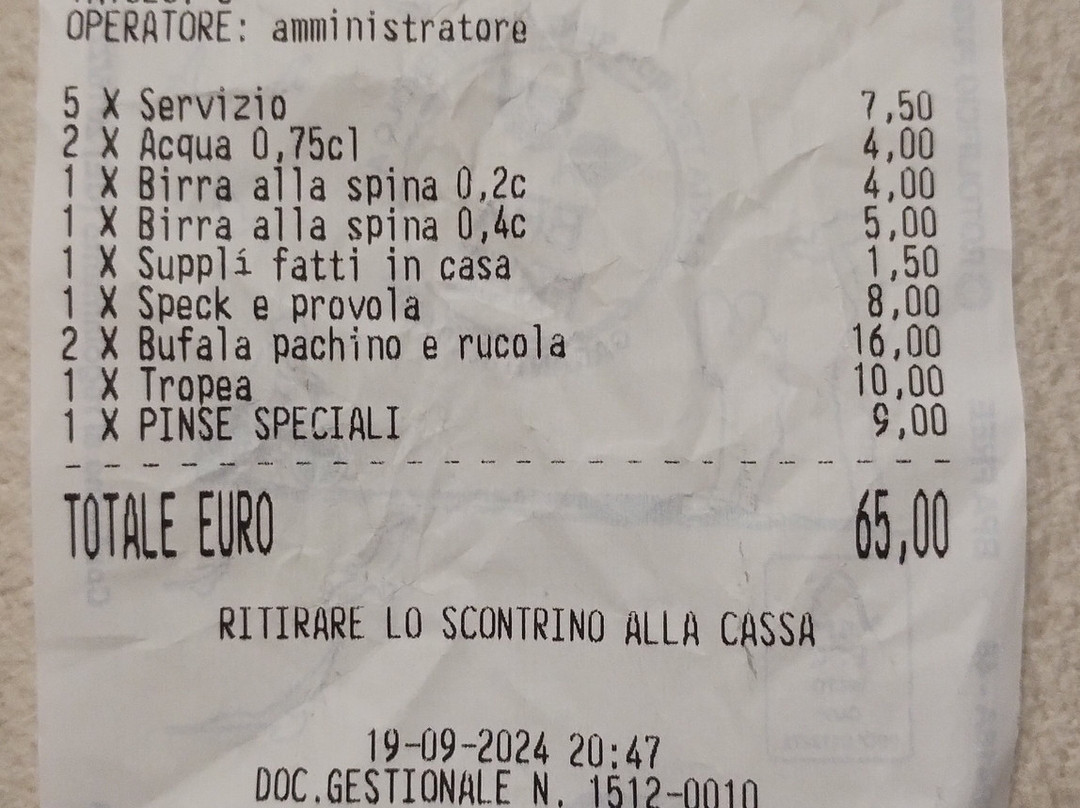 OPERATORE: amministratore
5 X Servizio 7,50
2 X Acqua 0,75cl 4,00
1 X Birra alla spina 0,2c 4,00
1 X Birra alla spina 0,4c 5,00
1 X Supplí fatti in casa 1,50
1 X Speck e provola 8,00
2 X Bufala pachino e rucola 16,00
1 X Tropea 10,00
1 X PINSE SPECIALI 9,00
TOTALE EURO 65,00
RITIRARE LO SCONTRINO ALLA CASSA
19-09-2024 20:47
DOC.GESTIONALE N. 1512-0010